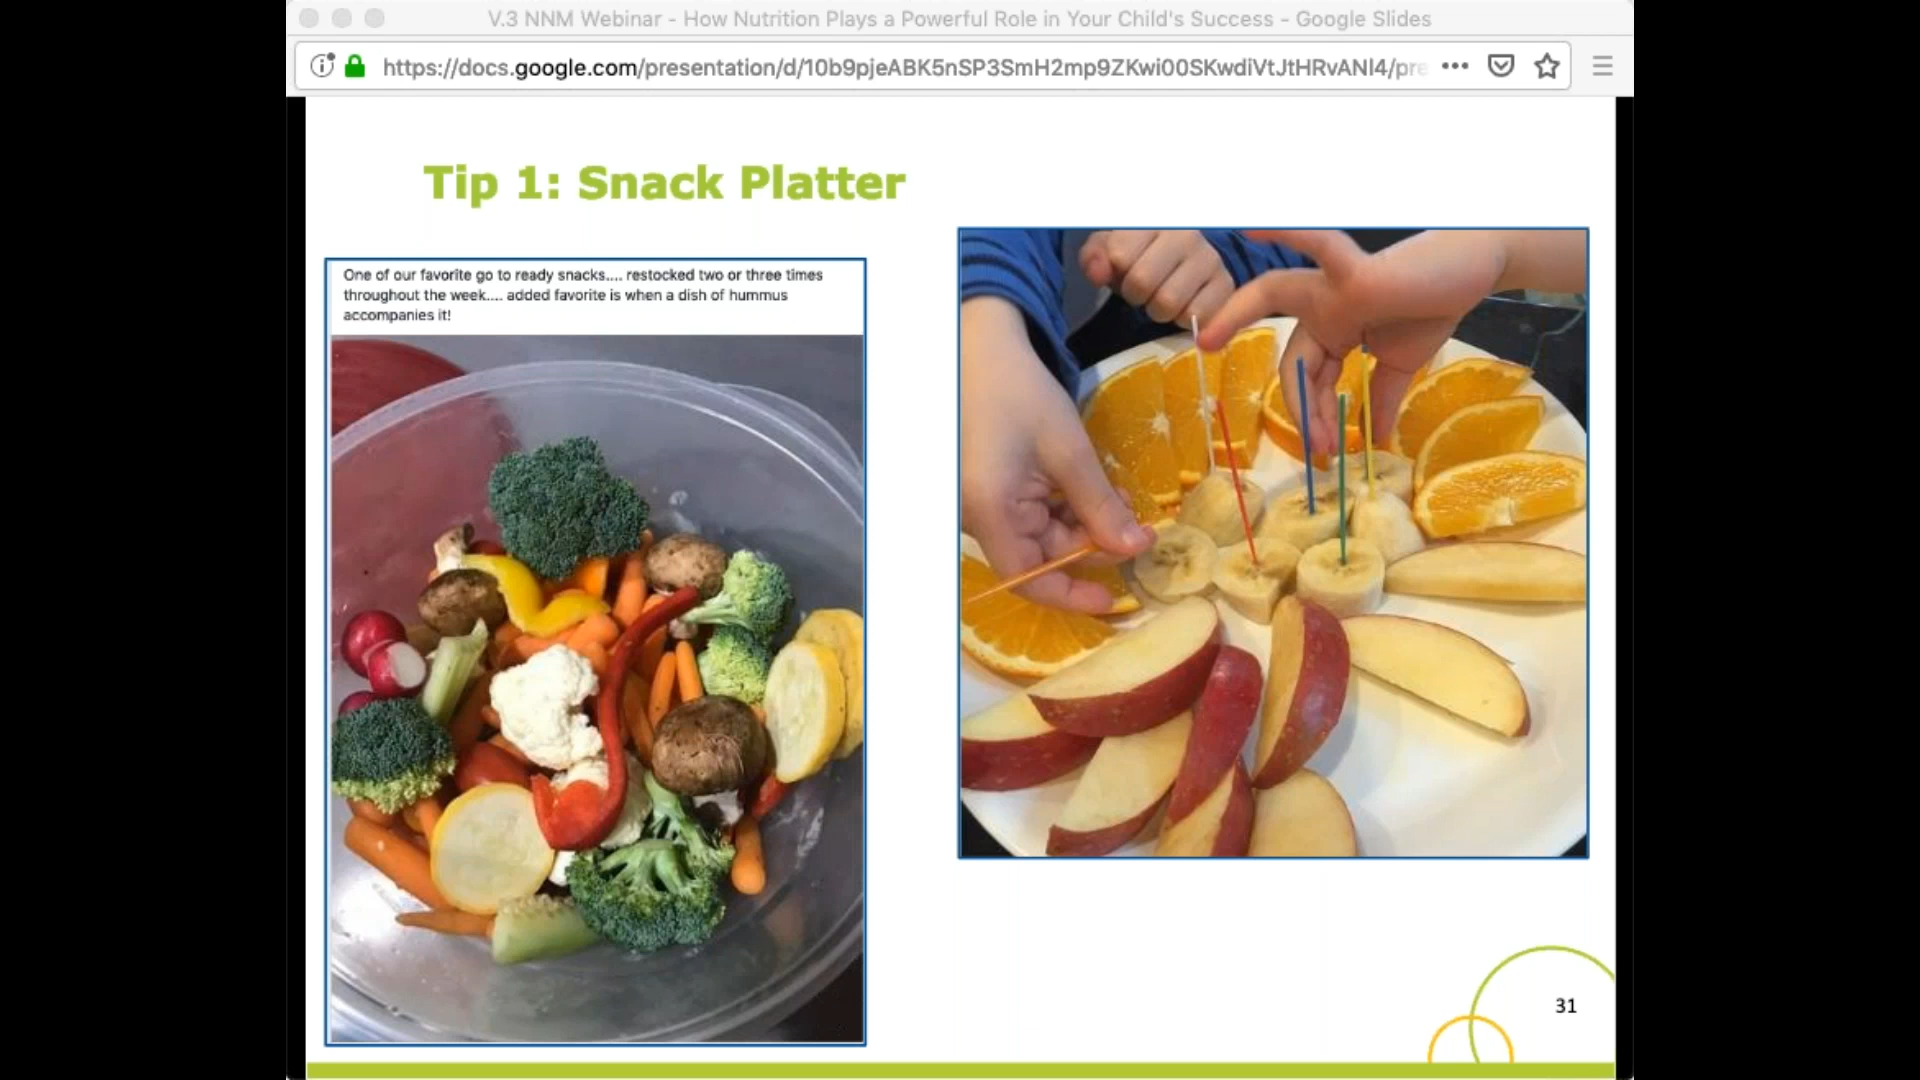 V.3 NNM Webinar - How Nutrition Plays a Powerful Role in Your Child's Success - Google Slides
https://docs.google.com/presentation/d/10b9pjeABK5nSP3SmH2mp9ZKwi00SKwdiVtJtHRvANl4/pre
Tip 1: Snack Platter
One of our favorite go to ready snacks.... restocked two or three times
throughout the week.... added favorite is when a dish of hummus
accompanies it!
31